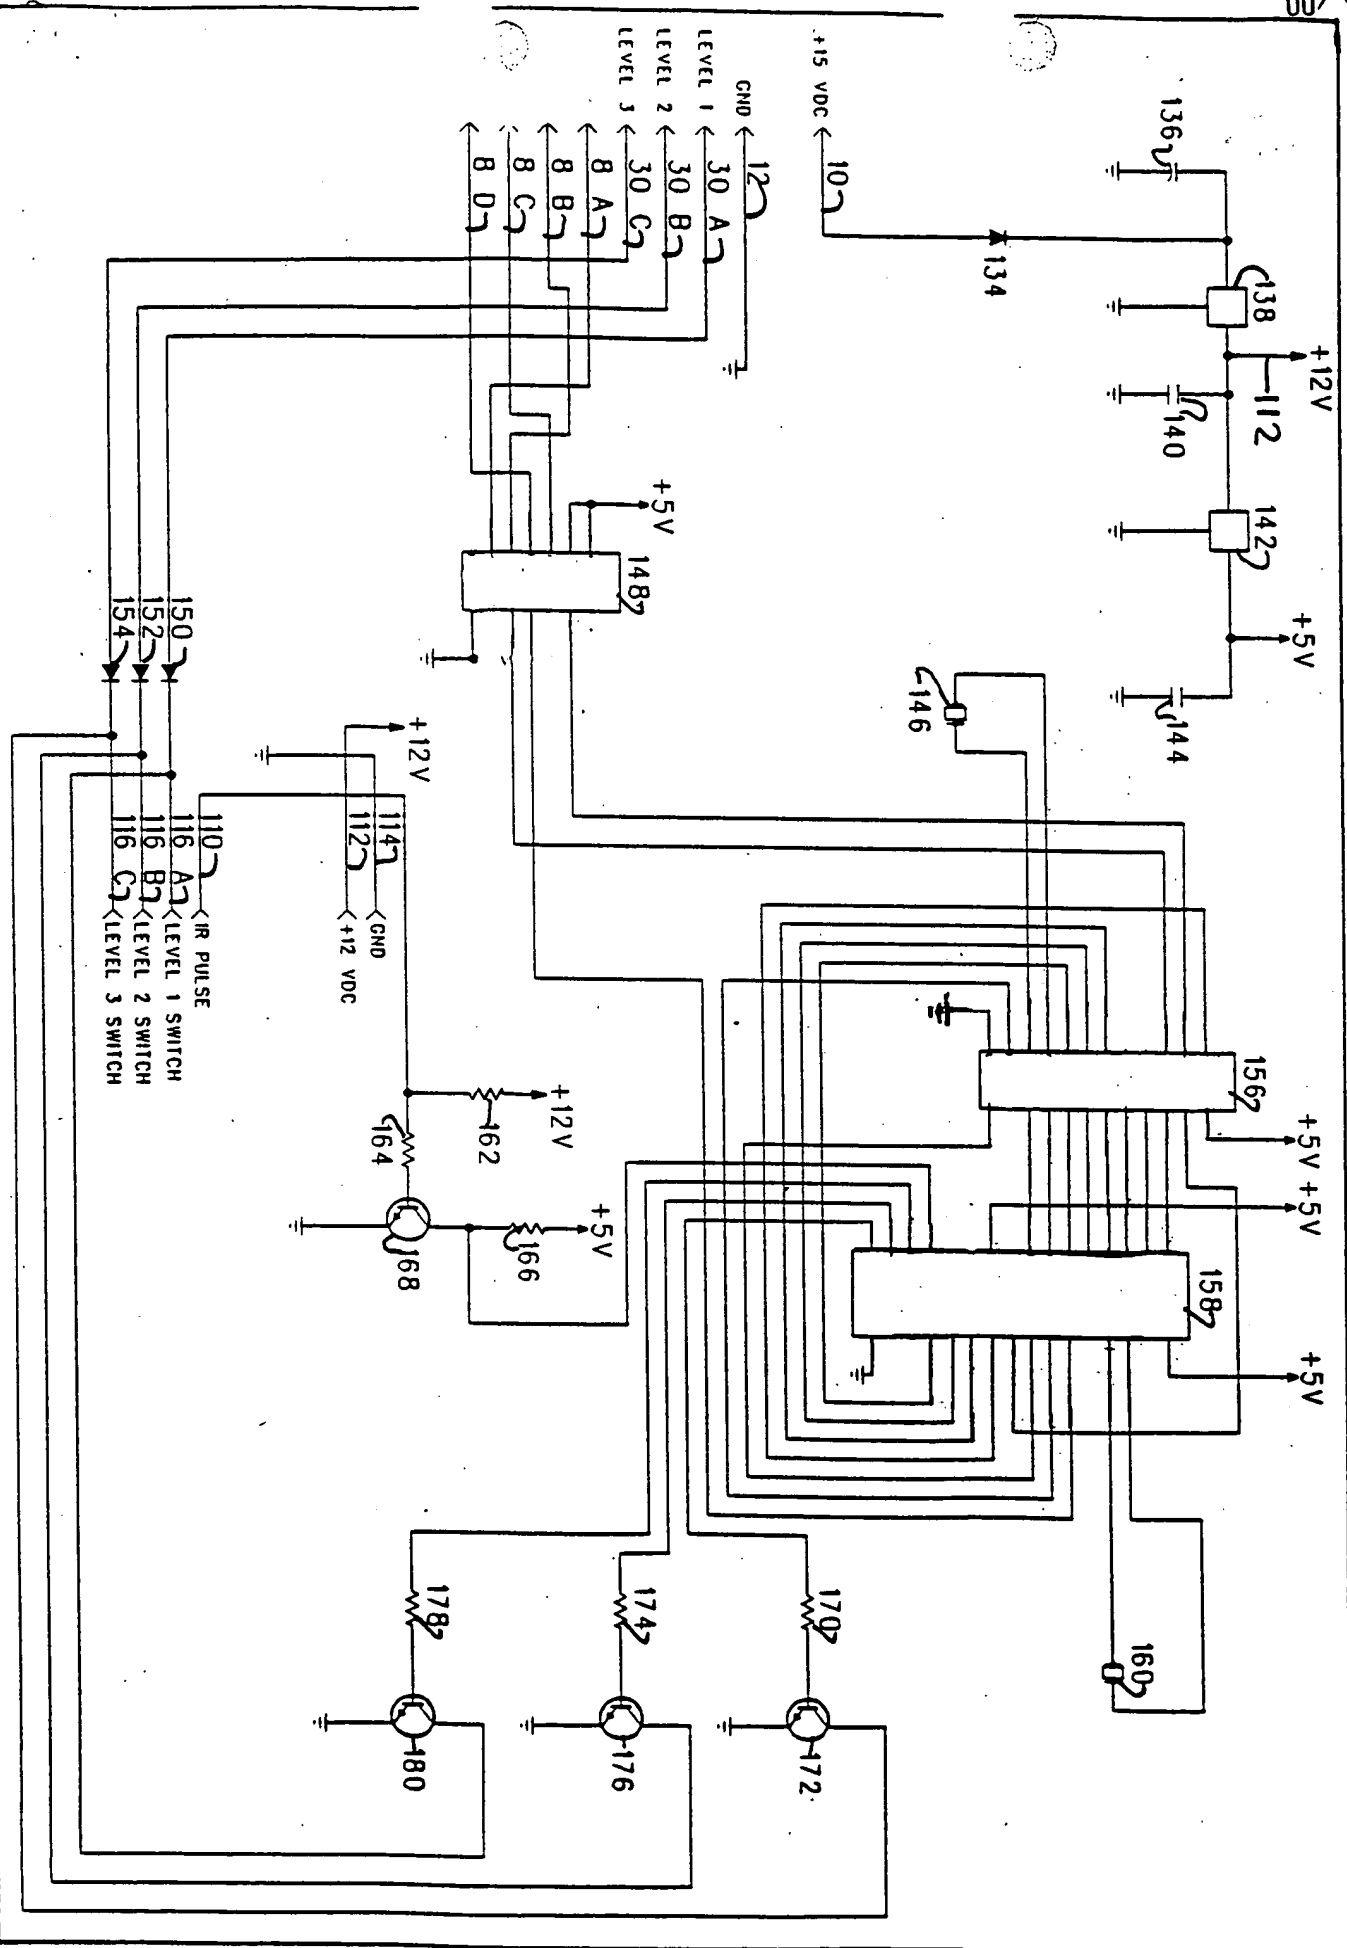 +15 VDC
10
GND
12
LEVEL 1
30 A
LEVEL 2
30 B
LEVEL 3
30 C
8 A
8 B
8 C
8 D
136
134
138
+12V
112
140
142
+5V
144
+5V
148
146
150
152
154
+12V
114
112
110
116 A
116 B
116 C
GND
+12 VDC
IR PULSE
LEVEL 1 SWITCH
LEVEL 2 SWITCH
LEVEL 3 SWITCH
156
+5V
+5V
158
+5V
160
+12V
162
164
+5V
166
168
170
172
174
176
178
180